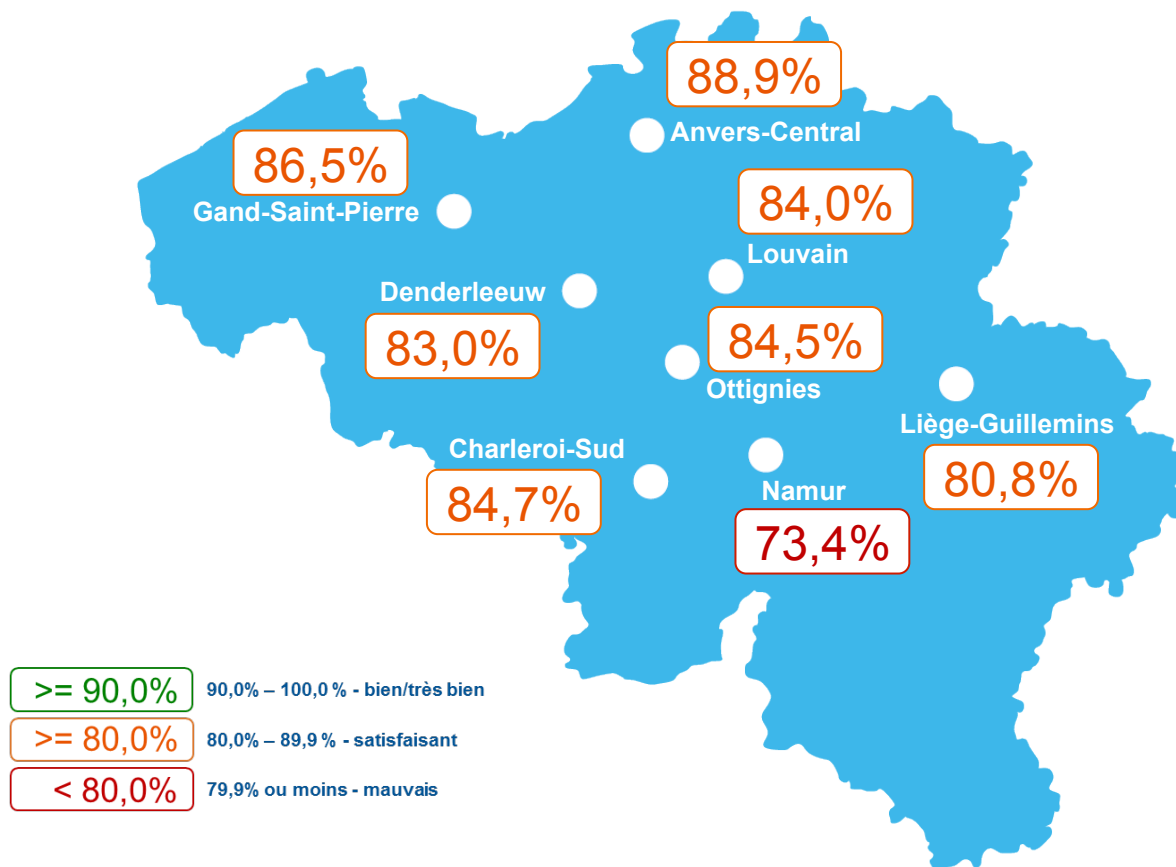 88,9%
Anvers-Central
86,5%
Gand-Saint-Pierre
84,0%
Louvain
Denderleeuw
83,0%
84,5%
Ottignies
Liège-Guillemins
80,8%
Charleroi-Sud
84,7%
Namur
73,4%
>= 90,0% 90,0% – 100,0 % - bien/très bien
>= 80,0% 80,0% – 89,9 % - satisfaisant
< 80,0% 79,9% ou moins - mauvais